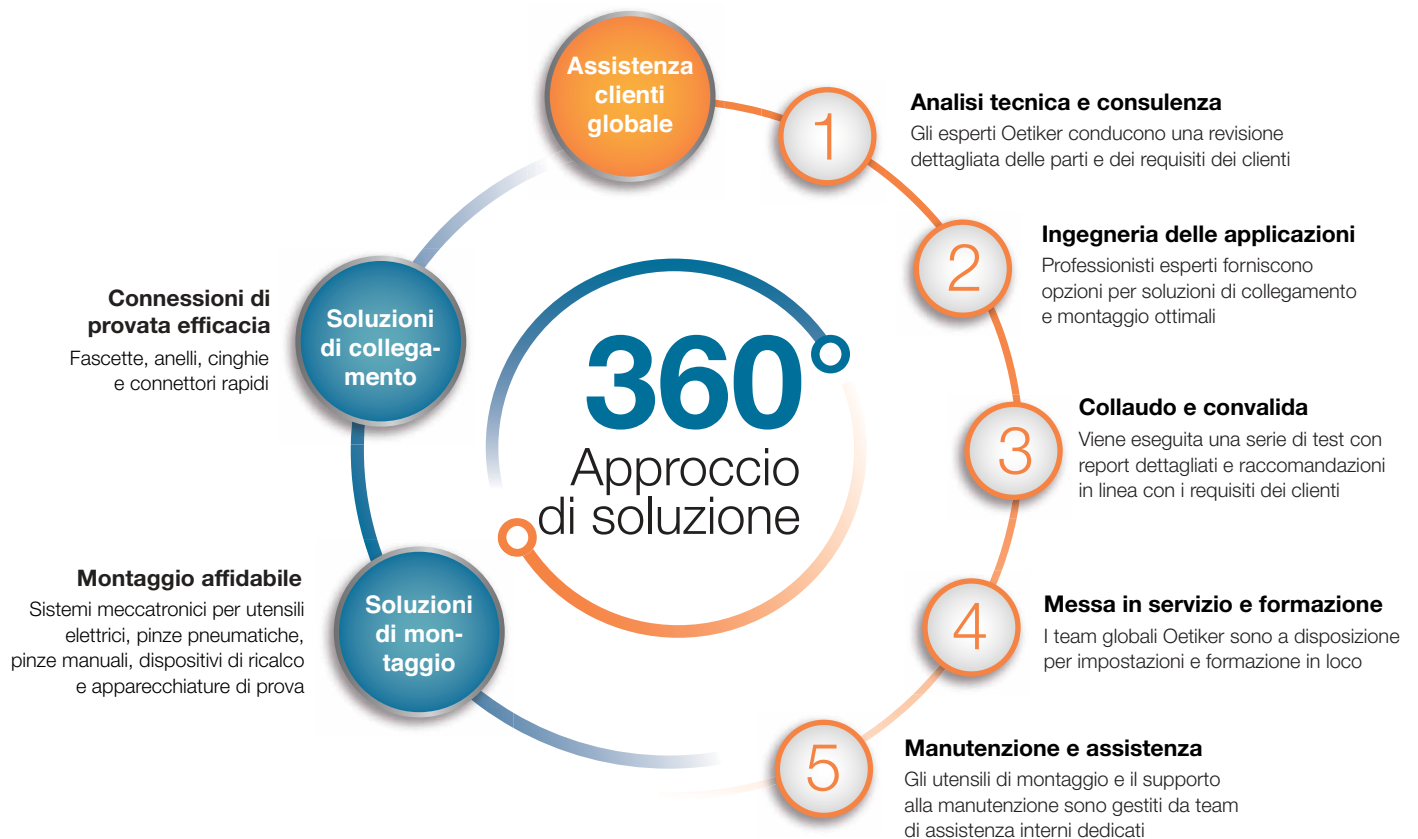 Assistenza
clienti
globale
1
Analisi tecnica e consulenza
Gli esperti Oetiker conducono una revisione
dettagliata delle parti e dei requisiti dei clienti
2
Ingegneria delle applicazioni
Professionisti esperti forniscono
opzioni per soluzioni di collegamento
e montaggio ottimali
3
Collaudo e convalida
Viene eseguita una serie di test con
report dettagliati e raccomandazioni
in linea con i requisiti dei clienti
4
Messa in servizio e formazione
I team globali Oetiker sono a disposizione
per impostazioni e formazione in loco
5
Manutenzione e assistenza
Gli utensili di montaggio e il supporto
alla manutenzione sono gestiti da team
di assistenza interni dedicati
Soluzioni
di collega-
mento
Connessioni di
provata efficacia
Fascette, anelli, cinghie
e connettori rapidi
Soluzioni
di mon-
taggio
Montaggio affidabile
Sistemi meccatronici per utensili
elettrici, pinze pneumatiche,
pinze manuali, dispositivi di ricalco
e apparecchiature di prova
360°
Approccio
di soluzione